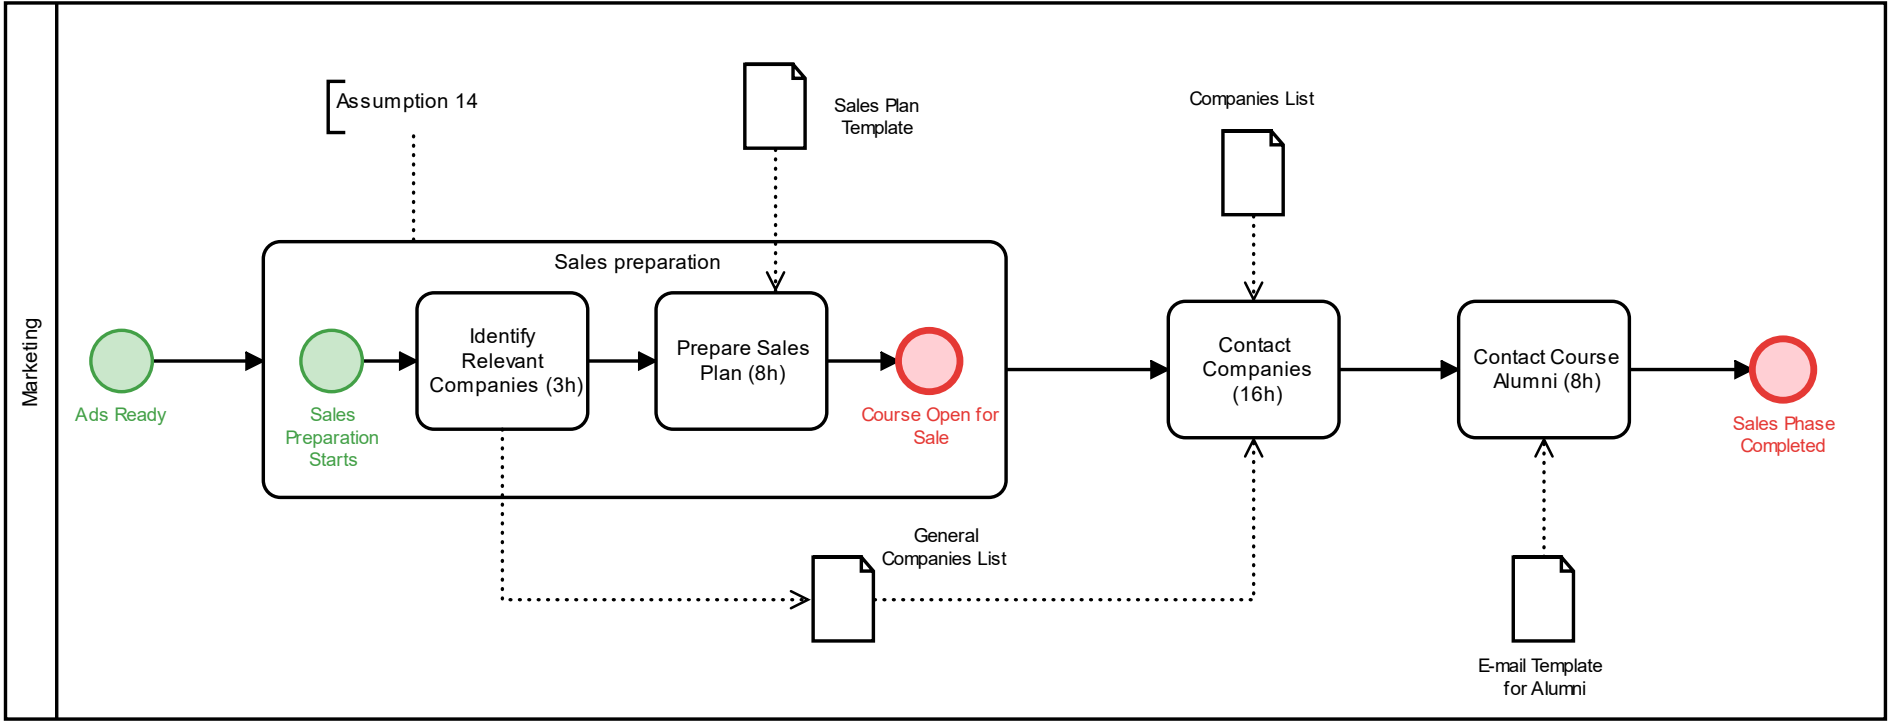 Marketing
Assumption 14
Sales Plan
Template
Companies List
Sales preparation
Ads Ready
Sales
Preparation
Starts
Identify
Relevant
Companies (3h)
Prepare Sales
Plan (8h)
Course Open for
Sale
Contact
Companies
(16h)
Contact Course
Alumni (8h)
Sales Phase
Completed
General
Companies List
E-mail Template
for Alumni